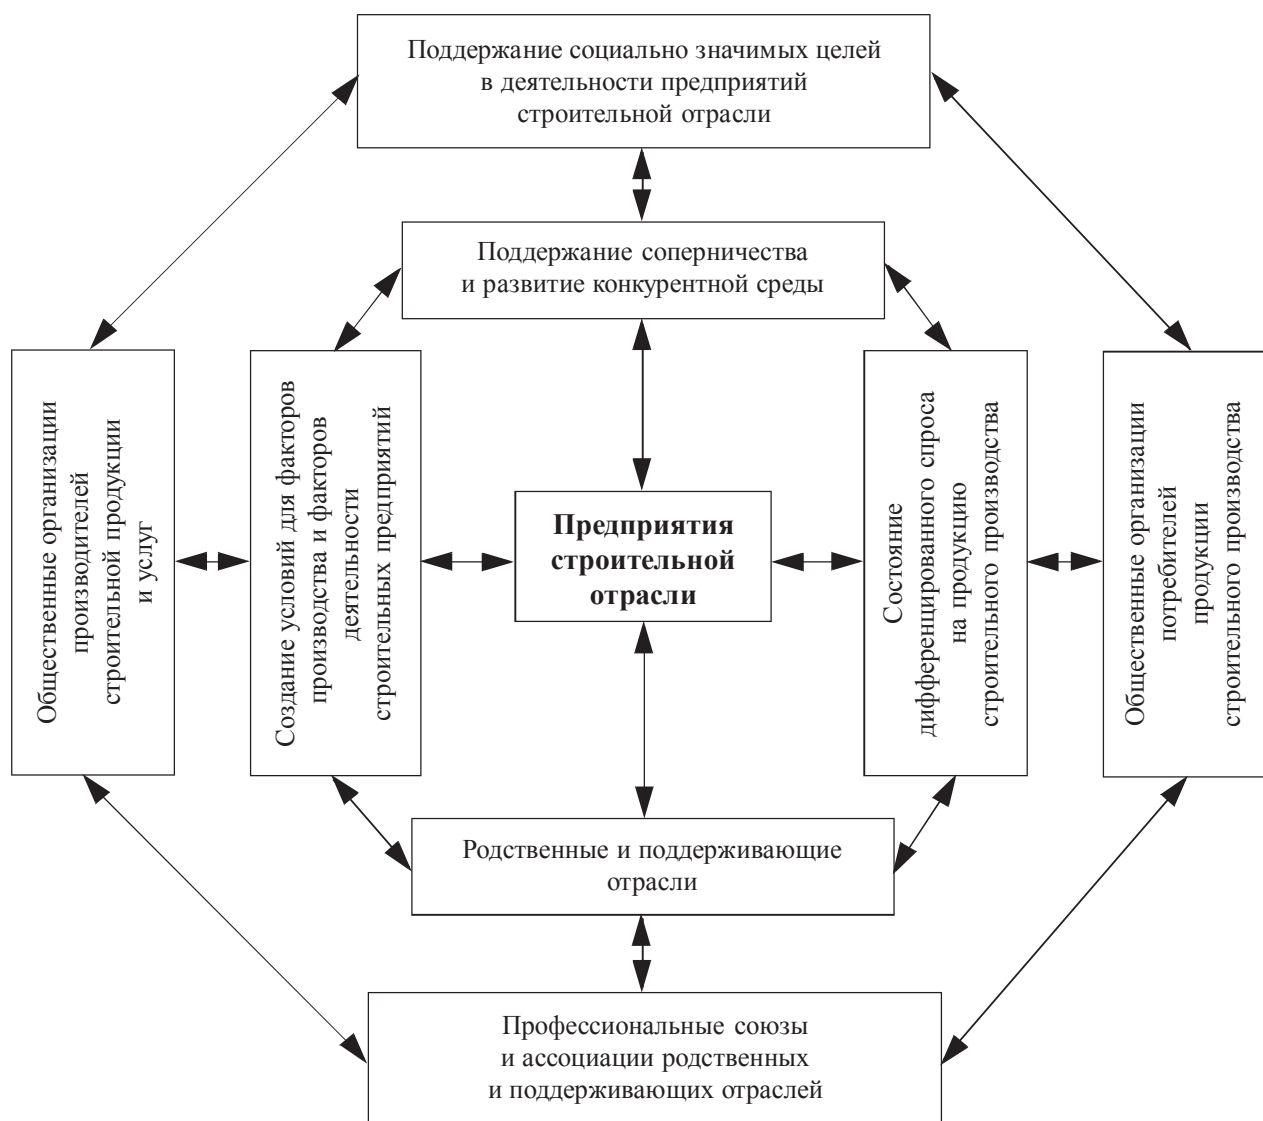 Поддержание социально значимых целей
в деятельности предприятий
строительной отрасли
Поддержание соперничества
и развитие конкурентной среды
Общественные организации
производителей
строительной продукции
и услуг
Создание условий для факторов
производства и факторов
деятельности
строительных предприятий
Предприятия
строительной
отрасли
Состояние
дифференцированного спроса
на продукцию
строительного производства
Общественные организации
потребителей
продукции
строительного производства
Родственные и поддерживающие
отрасли
Профессиональные союзы
и ассоциации родственных
и поддерживающих отраслей